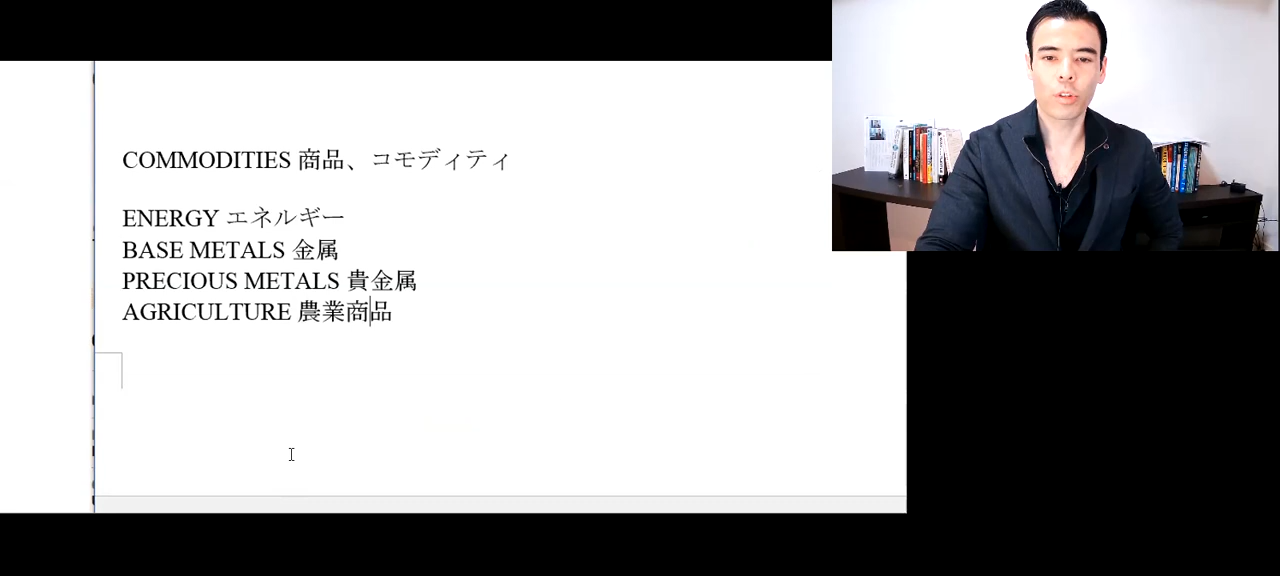 COMMODITIES 商品、コモディティ
ENERGY エネルギー
BASE METALS 金属
PRECIOUS METALS 貴金属
AGRICULTURE 農業商品